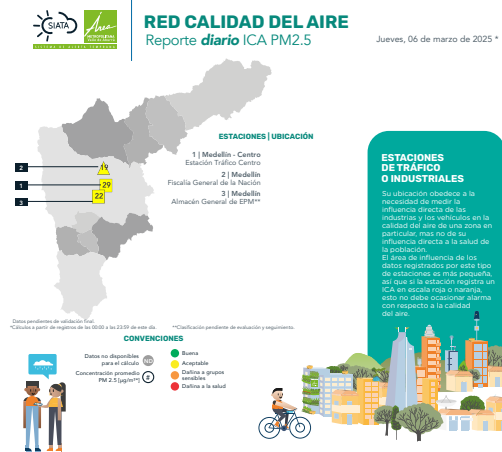 SIATA
Área
METROPOLITANA
Valle de Aburrá
SISTEMA DE ALERTA TEMPRANA
RED CALIDAD DEL AIRE
Reporte diario ICA PM2.5
Jueves, 06 de marzo de 2025 *
ESTACIONES | UBICACIÓN
1 | Medellín - Centro
Estación Tráfico Centro
2 | Medellín
Fiscalía General de la Nación
3 | Medellín
Almacén General de EPM**
2
19
1
29
3
22
ESTACIONES
DE TRÁFICO
O INDUSTRIALES
Su ubicación obedece a la
necesidad de medir la
influencia directa de las
industrias y los vehículos en la
calidad del aire de una zona en
particular, mas no de su
influencia directa a la salud de
la población.
El área de influencia de los
datos registrados por este tipo
de estaciones es más pequeña,
así que si la estación registra un
ICA en escala roja o naranja,
esto no debe ocasionar alarma
con respecto a la calidad
del aire.
Datos pendientes de validación final.
*Cálculos a partir de registros de las 00:00 a las 23:59 de este día.
**Clasificación pendiente de evaluación y seguimiento.
CONVENCIONES
Datos no disponibles
para el cálculo
ND
Concentración promedio
PM 2.5 (µg/m³)
#
Buena
Aceptable
Dañina a grupos
sensibles
Dañina a la salud